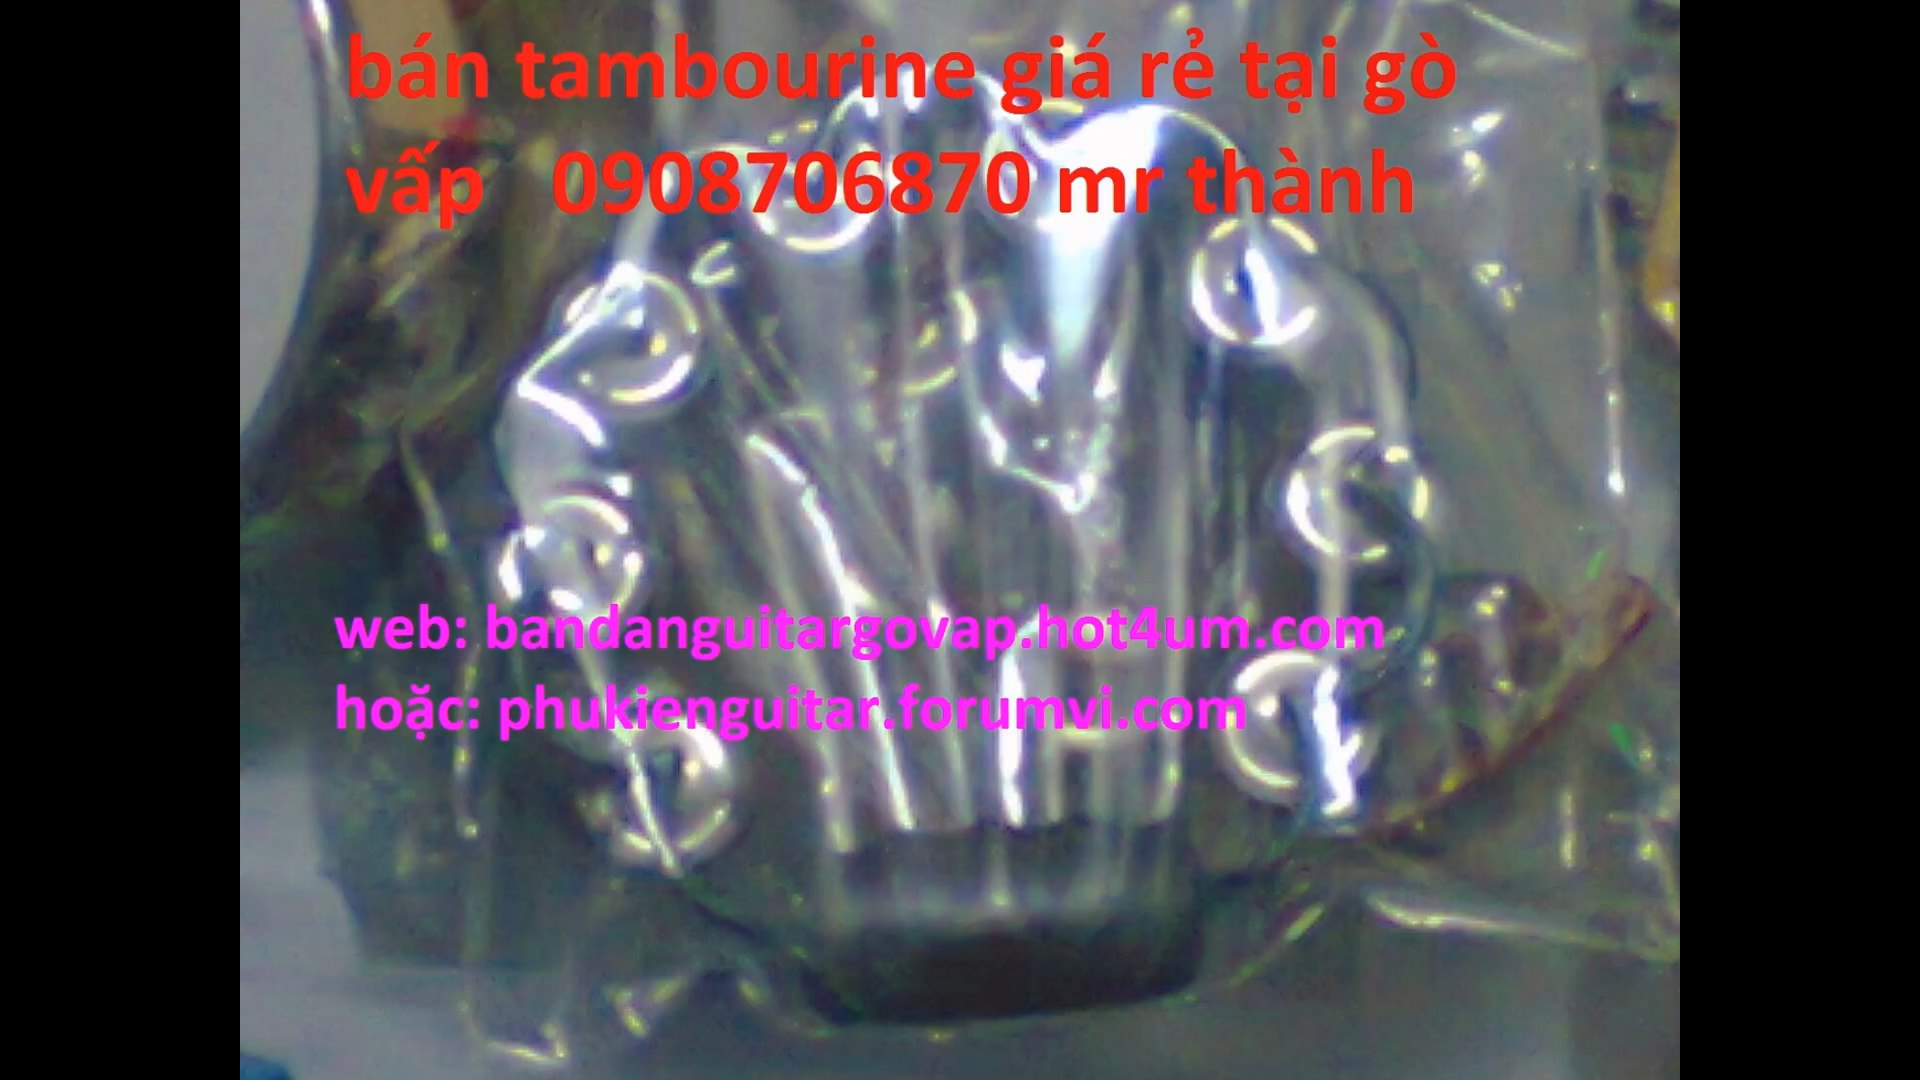 bán tambourine giá rẻ tại gò
vấp 0908706870 mr thành
web: bandanguitargovap.hot4um.com
hoặc: phukienguitar.forumvi.com